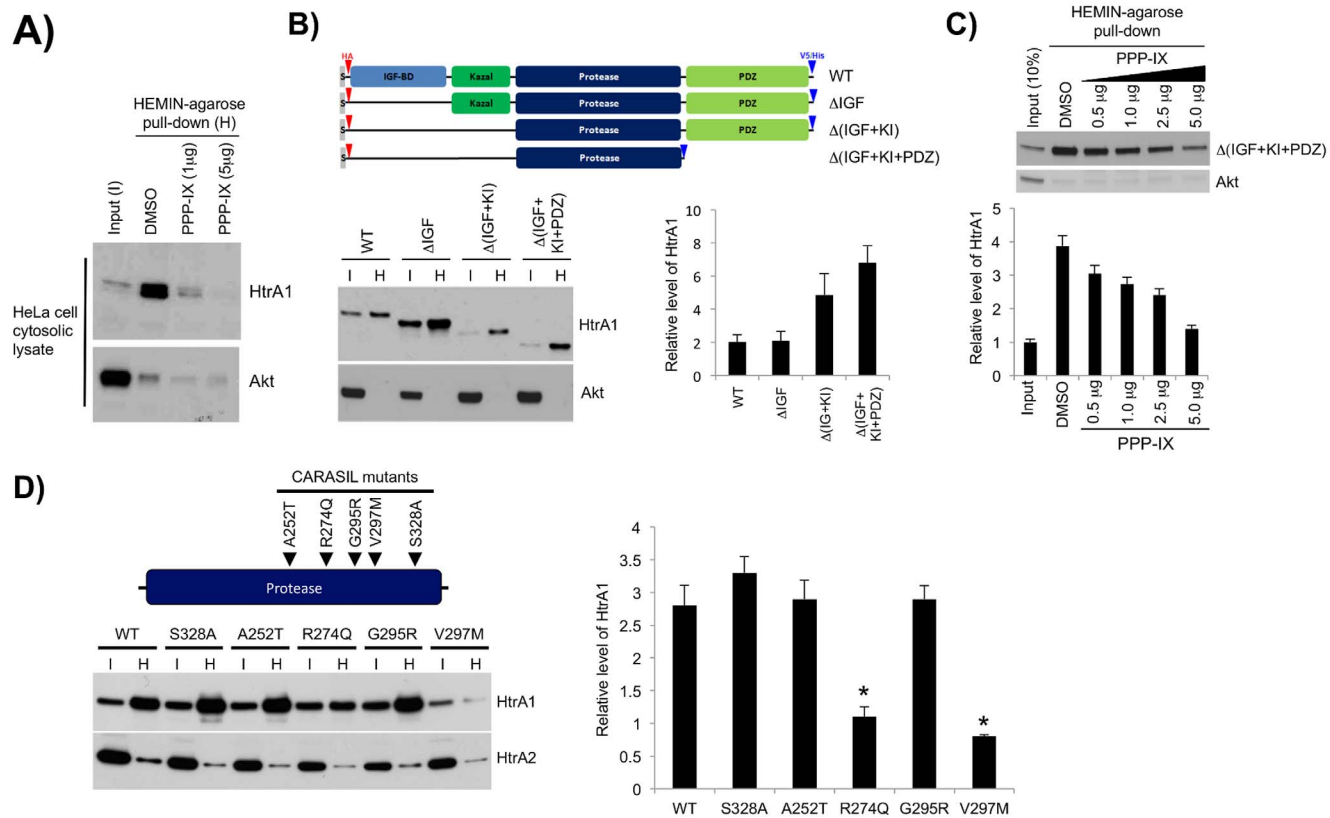 A)
HEMIN-agarose
pull-down (H)
Input (I)
DMSO
PPP-IX (1µg)
PPP-IX (5µg)
HeLa cell
cytosolic
lysate
HtrA1
Akt
B)
HA
V5/His
S
IGF-BD
Kazal
Protease
PDZ
WT
S
Kazal
Protease
PDZ
ΔIGF
S
Protease
PDZ
Δ(IGF+KI)
S
Protease
Δ(IGF+KI+PDZ)
WT
ΔIGF
Δ(IGF+KI)
Δ(IGF+
KI+PDZ)
I H I H I H I H
HtrA1
Akt
Relative level of HtrA1
10
8
6
4
2
0
WT
ΔIGF
Δ(IG+KI)
Δ(IGF+
KI+PDZ)
C)
HEMIN-agarose
pull-down
PPP-IX
Input (10%)
DMSO
0.5 µg
1.0 µg
2.5 µg
5.0 µg
Δ(IGF+KI+PDZ)
Akt
Relative level of HtrA1
5
4
3
2
1
0
Input
DMSO
0.5 µg
1.0 µg
2.5 µg
5.0 µg
PPP-IX
D)
CARASIL mutants
A252T
R274Q
G295R
V297M
S328A
Protease
WT S328A A252T R274Q G295R V297M
I H I H I H I H I H I H
HtrA1
HtrA2
Relative level of HtrA1
4
3.5
3
2.5
2
1.5
1
0.5
0
*
*
WT S328A A252T R274Q G295R V297M